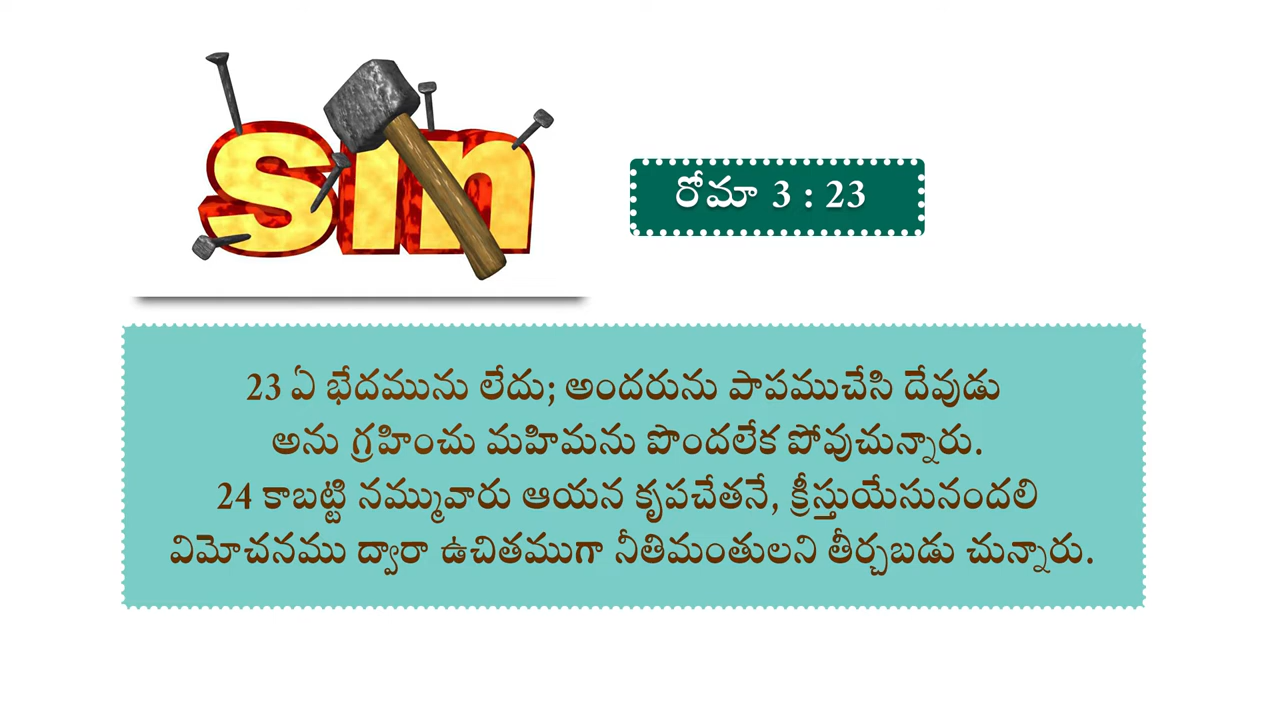 sin
రోమా 3 : 23
23 ఏ భేదమును లేదు; అందరును పాపముచేసి దేవుడు
అను గ్రహించు మహిమను పొందలేక పోవుచున్నారు.
24 కాబట్టి నమ్మువారు ఆయన కృపచేతనే, క్రీస్తుయేసునందలి
విమోచనము ద్వారా ఉచితముగా నీతిమంతులని తీర్చబడు చున్నారు.